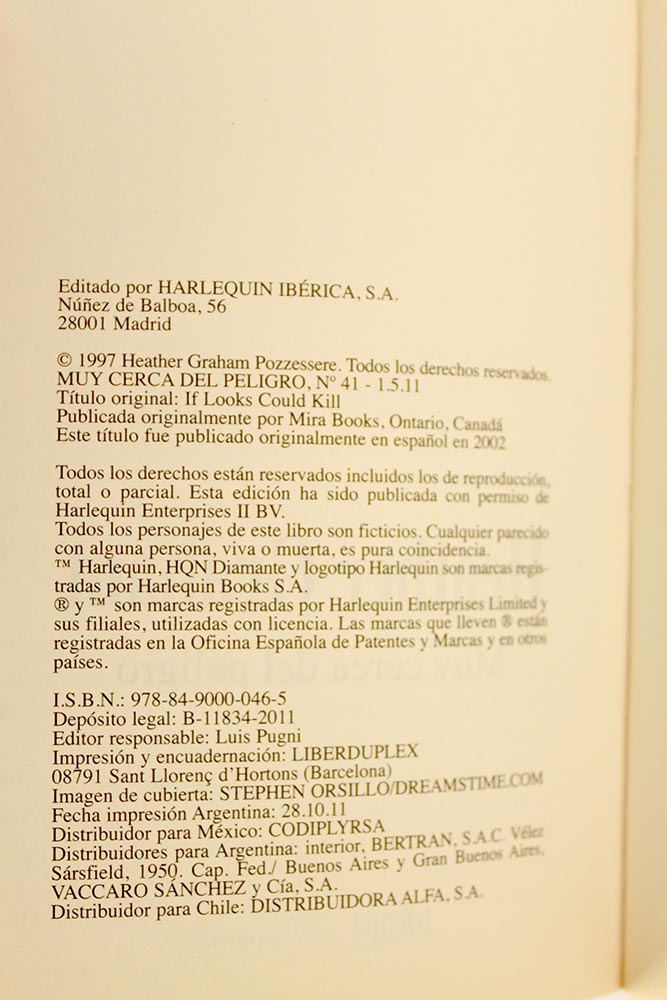 Editado por HARLEQUIN IBÉRICA, S.A.
Núñez de Balboa, 56
28001 Madrid
© 1997 Heather Graham Pozzessere. Todos los derechos reservados.
MUY CERCA DEL PELIGRO, Nº 41 - 1.5.11
Título original: If Looks Could Kill
Publicada originalmente por Mira Books, Ontario, Canadá
Este título fue publicado originalmente en español en 2002
Todos los derechos están reservados incluidos los de reproducción,
total o parcial. Esta edición ha sido publicada con permiso de
Harlequin Enterprises II BV.
Todos los personajes de este libro son ficticios. Cualquier parecido
con alguna persona, viva o muerta, es pura coincidencia.
™ Harlequin, HQN Diamante y logotipo Harlequin son marcas regis-
tradas por Harlequin Books S.A.
® y ™ son marcas registradas por Harlequin Enterprises Limited y
sus filiales, utilizadas con licencia. Las marcas que lleven ® están
registradas en la Oficina Española de Patentes y Marcas y en otros
países.
I.S.B.N.: 978-84-9000-046-5
Depósito legal: B-11834-2011
Editor responsable: Luis Pugni
Impresión y encuadernación: LIBERDUPLEX
08791 Sant Llorenç d'Hortons (Barcelona)
Imagen de cubierta: STEPHEN ORSILLO/DREAMSTIME.COM
Fecha impresión Argentina: 28.10.11
Distribuidor para México: CODIPLYRSA
Distribuidores para Argentina: interior, BERTRAN, S.A.C. Vélez
Sársfield, 1950. Cap. Fed./ Buenos Aires y Gran Buenos Aires,
VACCARO SÁNCHEZ y Cía, S.A.
Distribuidor para Chile: DISTRIBUIDORA ALFA, S.A.